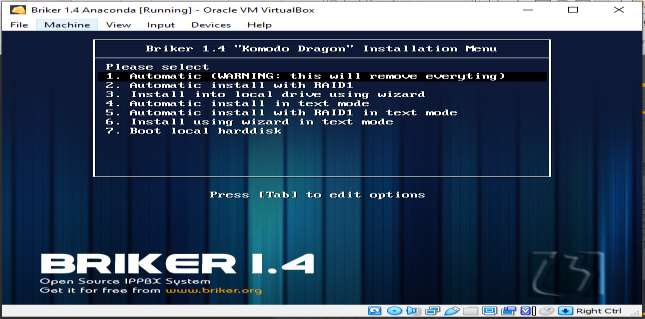 Briker 1.4 Anaconda [Running] - Oracle VM VirtualBox
File Machine View Input Devices Help
Briker 1.4 "Komodo Dragon" Installation Menu
Please select
1. Automatic (WARNING: this will remove everyting)
2. Automatic install with RAID1
3. Install into local drive using wizard
4. Automatic install in text mode
5. Automatic install with RAID1 in text mode
6. Install using wizard in text mode
7. Boot local harddisk
Press [Tab] to edit options
BRIKER 1.4
Open Source IPPBX System
Get it for free from www.briker.org
Right Ctrl